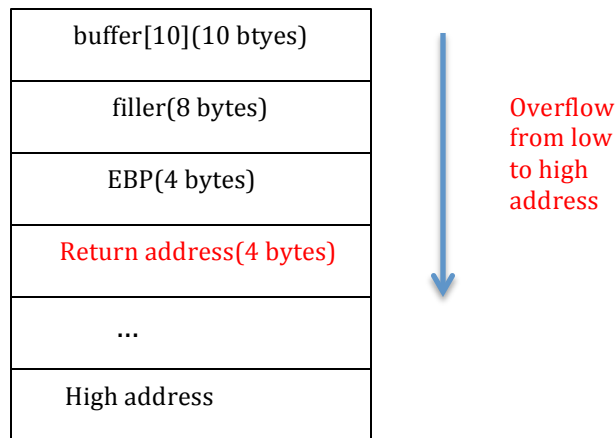 buffer[10](10 btyes)
filler(8 bytes)
EBP(4 bytes)
Return address(4 bytes)
...
High address
Overflow
from low
to high
address